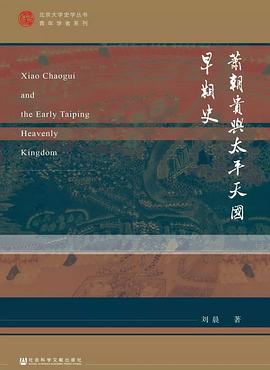 北京大学史学丛书
青年学者系列
Xiao Chaogui
and
the Early Taiping
Heavenly
Kingdom
萧朝贵與太平天國
早期史
刘晨 著
社会科学文献出版社